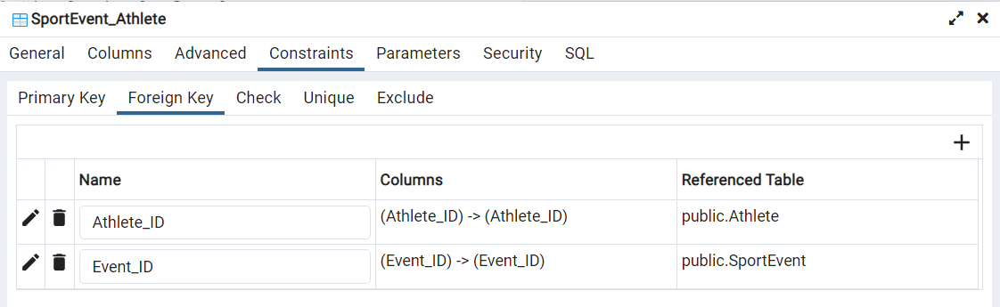 SportEvent_Athlete
General Columns Advanced Constraints Parameters Security SQL
Primary Key Foreign Key Check Unique Exclude
Name Columns Referenced Table
Athlete_ID (Athlete_ID) -> (Athlete_ID) public.Athlete
Event_ID (Event_ID) -> (Event_ID) public.SportEvent